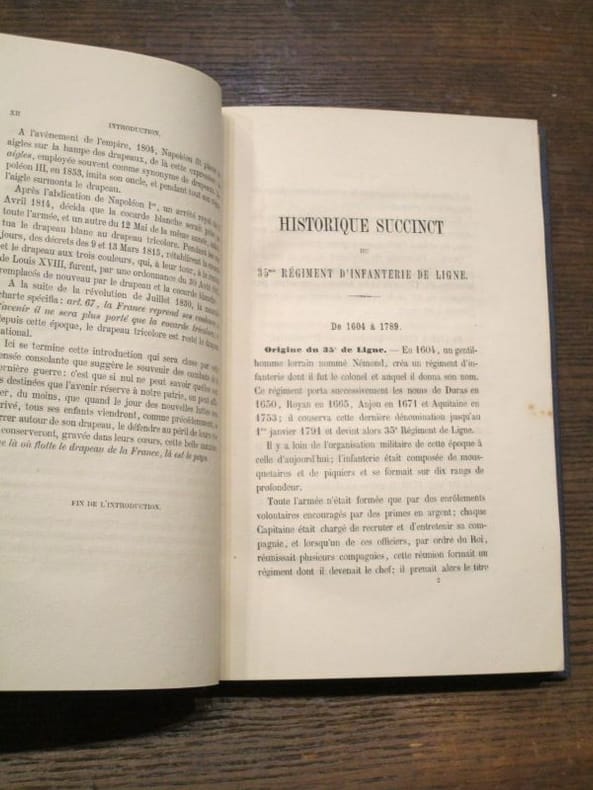 XII
INTRODUCTION.
A l'avénement de l'empire, 1804, Napoléon
aigles sur la hampe des drapeaux, de là cette expression
aigles, employée souvent comme synonyme de drapeau.
poléon III, en 1853, imita son oncle, et pendant tout son
l'aigle surmonta le drapeau.
Après l'abdication de Napoléon Ier, un arrêté
Avril 1814, décida que la cocarde blanche serait
toute l'armée, et un autre du 12 Mai de la même année,
tua le drapeau blanc au drapeau tricolore. Pendant les
jours, des décrets des 9 et 13 Mars 1815, rétablirent
et le drapeau aux trois couleurs, qui, à leur tour, à
de Louis XVIII, furent, par une ordonnance du 30 Août
remplacés de nouveau par le drapeau et la cocarde
A la suite de la révolution de Juillet 1830, la
charte spécifia: art. 67, la France reprend ses couleurs,
l'avenir il ne sera plus porté que la cocarde tricolore,
depuis cette époque, le drapeau tricolore est resté le drapeau
national.
Ici se termine cette introduction qui sera close par cette
pensée consolante que suggère le souvenir des combats de la
dernière guerre: c'est que si nul ne peut savoir quelles
destinées que l'avenir réserve à notre patrie, on peut
du moins, que quand le jour des nouvelles luttes
arrivé, tous ses enfants viendront, comme précédemment,
autour de son drapeau, le défendre au péril de leurs
conserveront, gravée dans leurs cœurs, cette belle
que là où flotte le drapeau de la France, là est le pays.
FIN DE L'INTRODUCTION.
HISTORIQUE SUCCINCT
DU
35me RÉGIMENT D'INFANTERIE DE LIGNE.
De 1604 à 1789.
Origine du 35e de Ligne. — En 1604, un gentil-
homme lorrain nommé Némond, créa un régiment d'in-
fanterie dont il fut le colonel et auquel il donna son nom.
Ce régiment porta successivement les noms de Duras en
1650, Royan en 1665, Anjou en 1671 et Aquitaine en
1753; il couserva cette dernière dénomination jusqu'au
1er janvier 1791 et devint alors 35e Régiment de Ligne.
Il y a loin de l'organisation militaire de cette époque à
celle d'aujourd'hui; l'infanterie était composée de mous-
quetaires et de piquiers et se formait sur dix rangs de
profondeur.
Toute l'armée n'était formée que par des enrôlements
volontaires encouragés par des primes en argent; chaque
Capitaine était chargé de recruter et d'entretenir sa com-
pagnie, et lorsqu'un de ces officiers, par ordre du Roi,
réunissait plusieurs compagnies, cette réunion formait un
régiment dont il devenait le chef; il prenait alors le titre
2